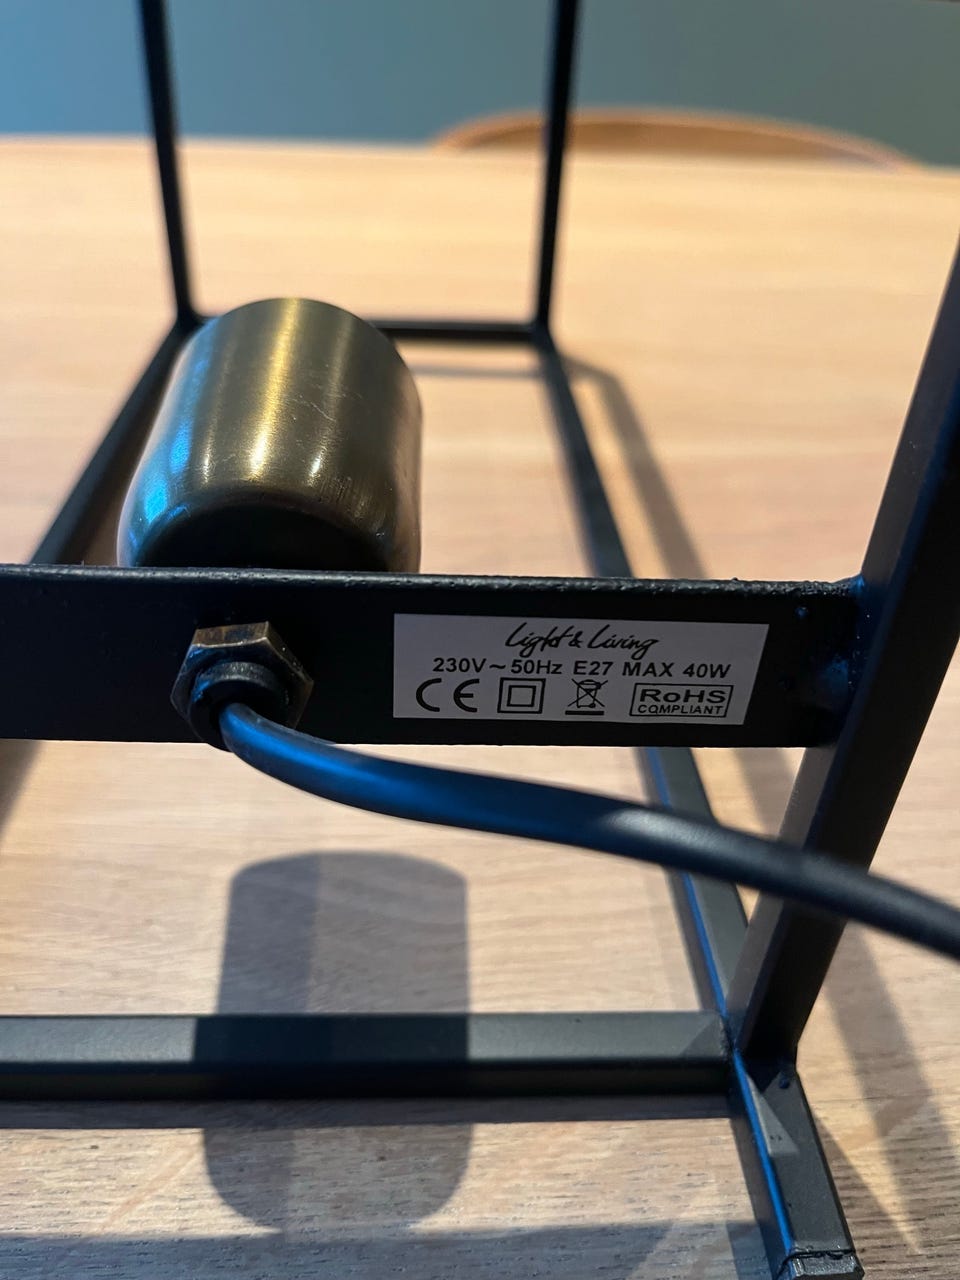 Light & Living
230V~50Hz E27 MAX 40W
CE RoHS
COMPLIANT